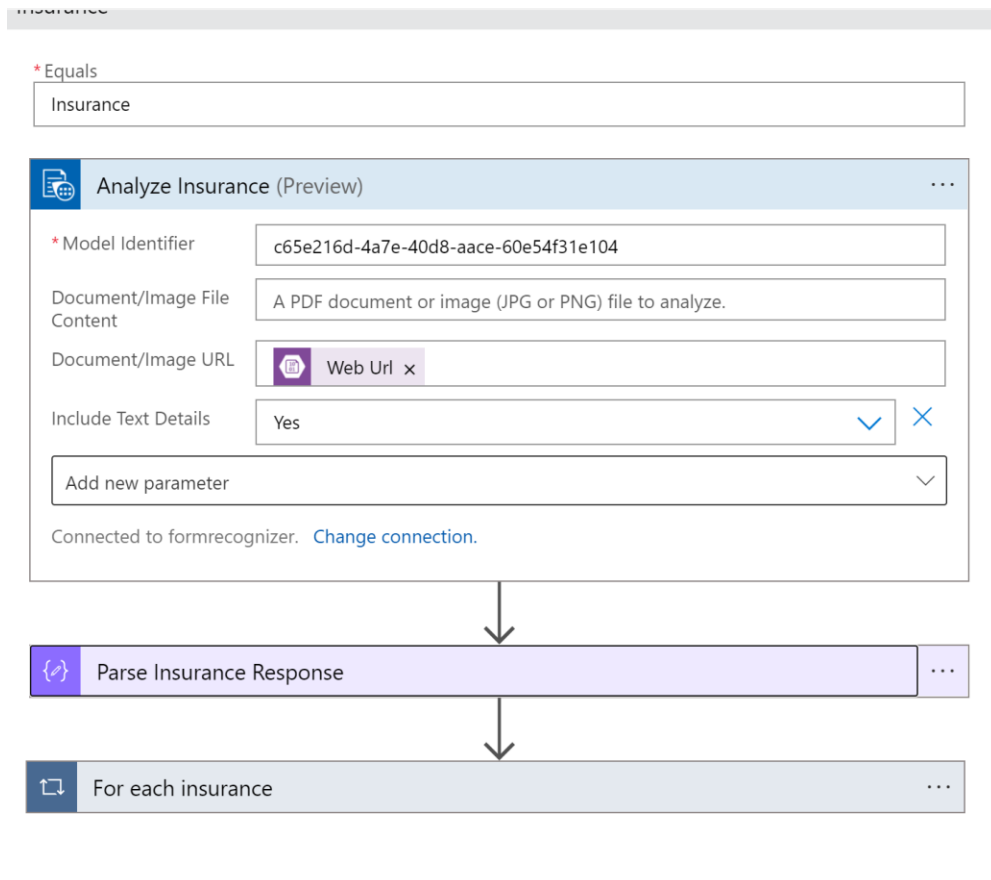 Insurance
* Equals
Insurance
Analyze Insurance (Preview)
* Model Identifier
c65e216d-4a7e-40d8-aace-60e54f31e104
Document/Image File
Content
A PDF document or image (JPG or PNG) file to analyze.
Document/Image URL
Web Url ×
Include Text Details
Yes
Add new parameter
Connected to formrecognizer. Change connection.
Parse Insurance Response
For each insurance